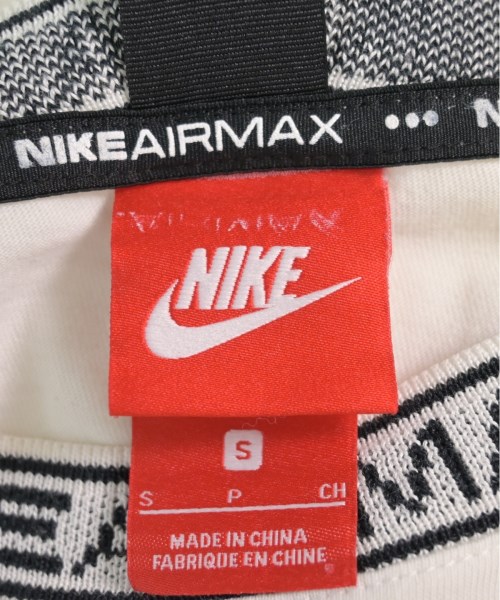 NIKEAIRMAX ••• N
NIKE
S
S P CH
MADE IN CHINA
FABRIQUE EN CHINE
E A M